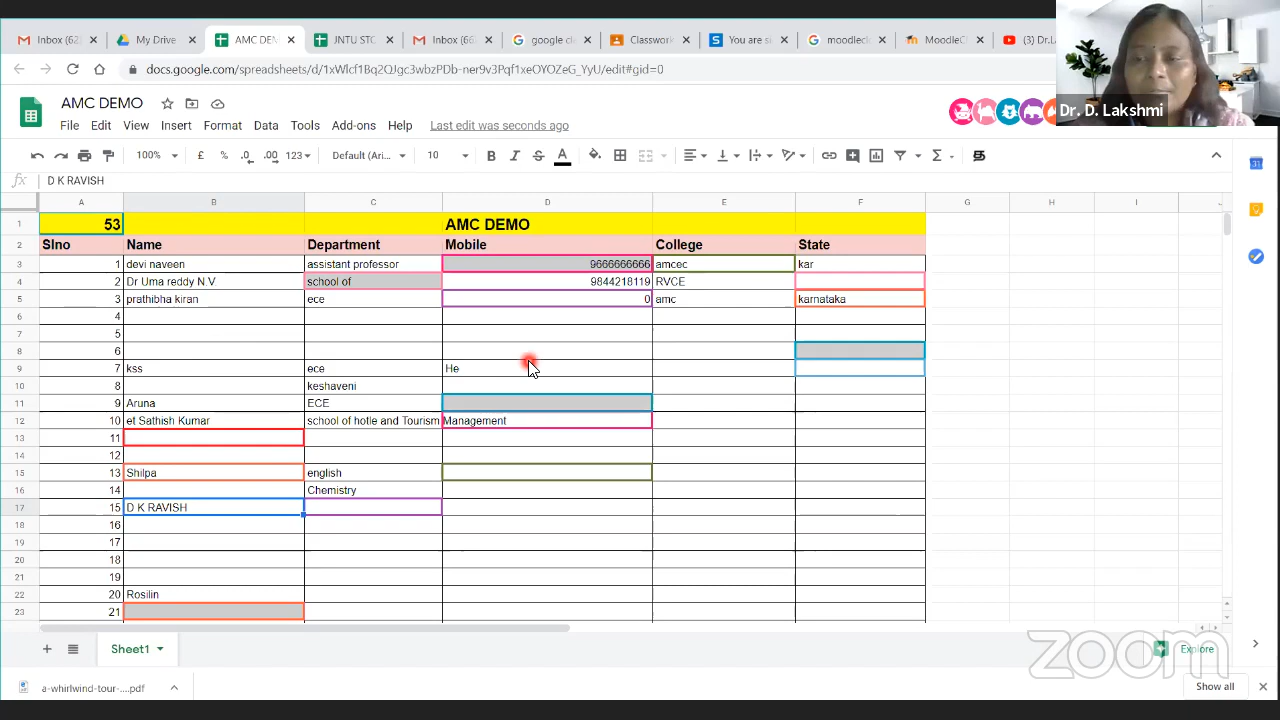 Inbox (62
My Drive
AMC DEM
JNTU STO
Inbox (66
google cl
Classwork
You are s
moodlecl
MoodleC
(3) Dr.L
docs.google.com/spreadsheets/d/
edit#gid=0
AMC DEMO
File Edit View Insert Format Data Tools Add-ons Help Last edit was seconds ago
Dr. D. Lakshmi
100% £ % .0 .00 123 Default (Ari... 10 B I S A Σ
fx D K RAVISH
A B C D E F G H I J
1 53 AMC DEMO
2 Slno Name Department Mobile College State
3 1 devi naveen assistant professor 9666666666 amcec kar
4 2 Dr Uma reddy N.V school of 9844218119 RVCE
5 3 prathibha kiran ece 0 amc karnataka
6 4
7 5
8 6
9 7 kss ece He
10 8 keshaveni
11 9 Aruna ECE
12 10 et Sathish Kumar school of hotle and Tourism Management
13 11
14 12
15 13 Shilpa english
16 14 Chemistry
17 15 D K RAVISH
18 16
19 17
20 18
21 19
22 20 Rosilin
23 21
Sheet1
Explore
zoom
a-whirlwind-tour-....pdf
Show all